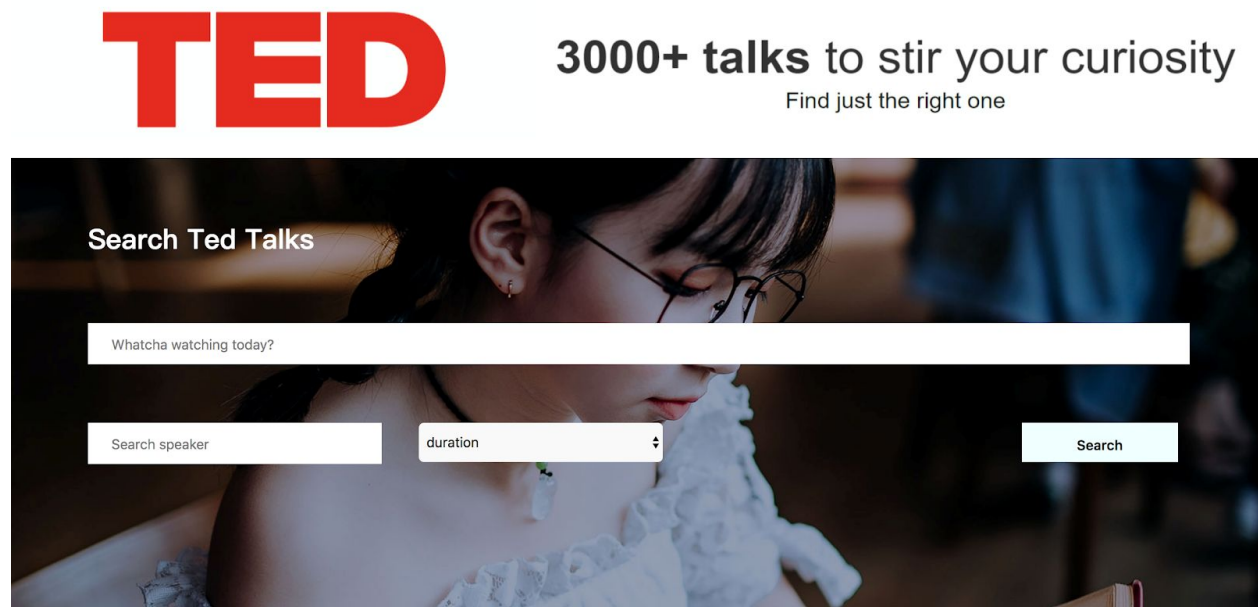 TED
3000+ talks to stir your curiosity
Find just the right one
Search Ted Talks
Whatcha watching today?
Search speaker
duration
Search